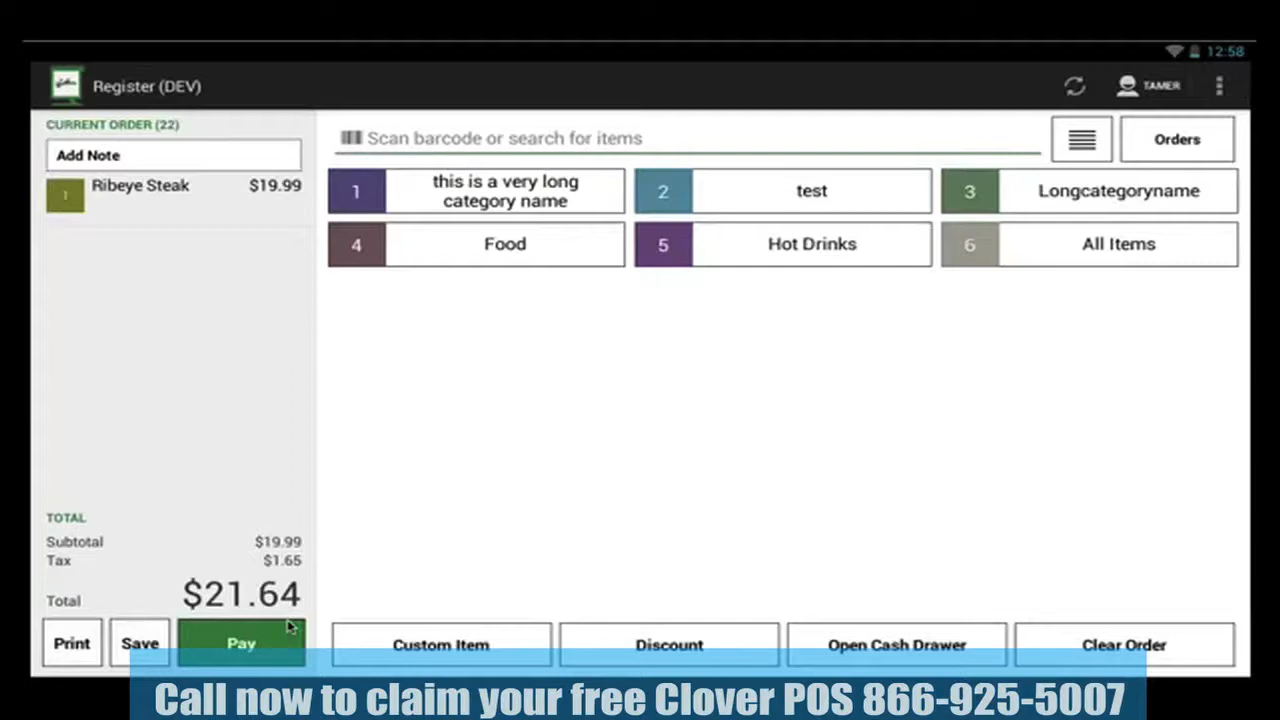 12:58
Register (DEV)
TAMER
CURRENT ORDER (22)
Add Note
1 Ribeye Steak $19.99
Scan barcode or search for items
Orders
1 this is a very long
category name
2 test
3 Longcategoryname
4 Food
5 Hot Drinks
6 All Items
TOTAL
Subtotal $19.99
Tax $1.65
Total $21.64
Print Save Pay
Custom Item Discount Open Cash Drawer Clear Order
Call now to claim your free Clover POS 866-925-5007